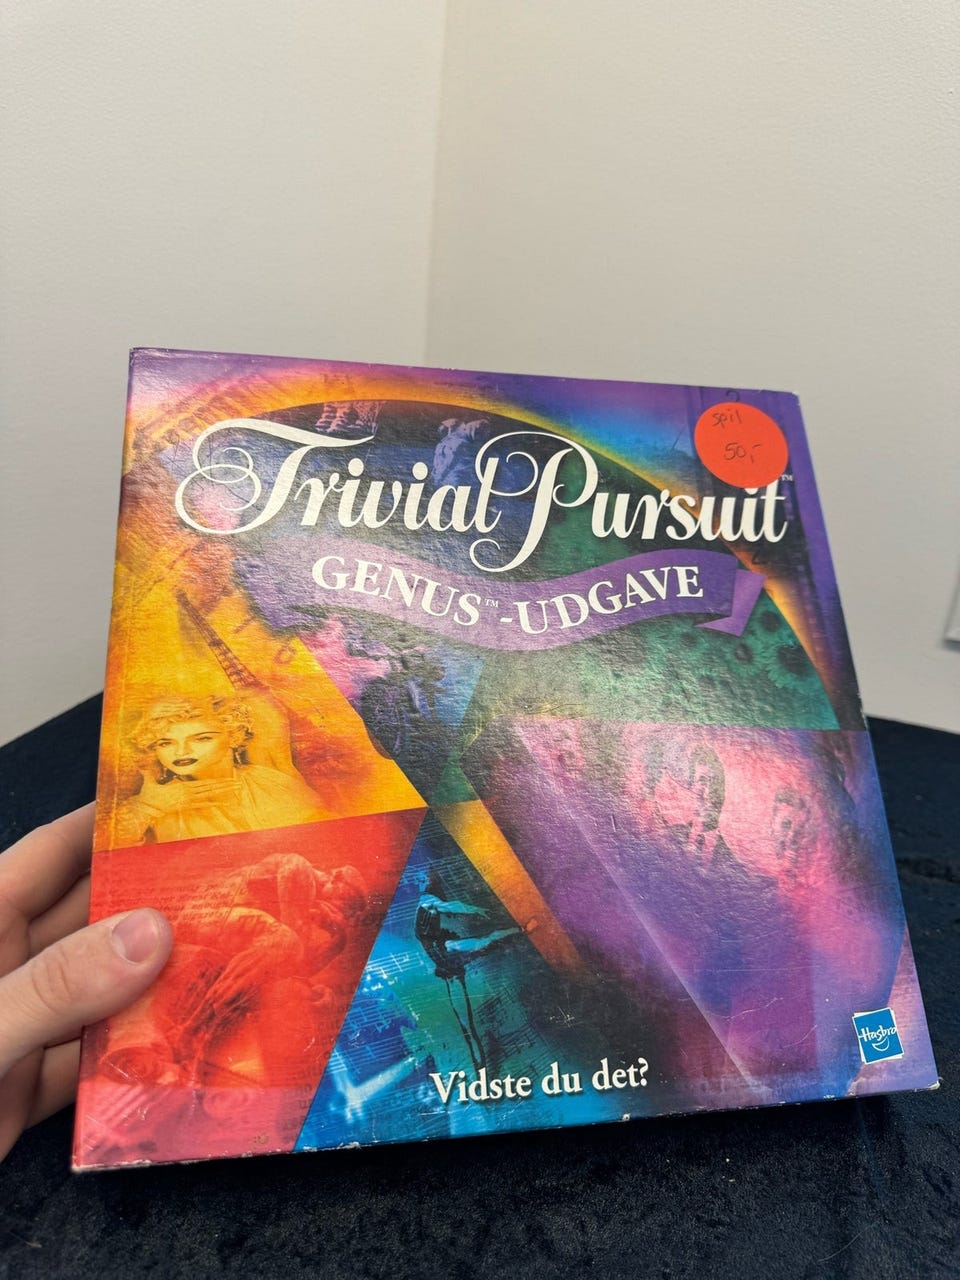 spil
50,-
Trivial Pursuit™
GENUS™-UDGAVE
Vidste du det?
Hasbro